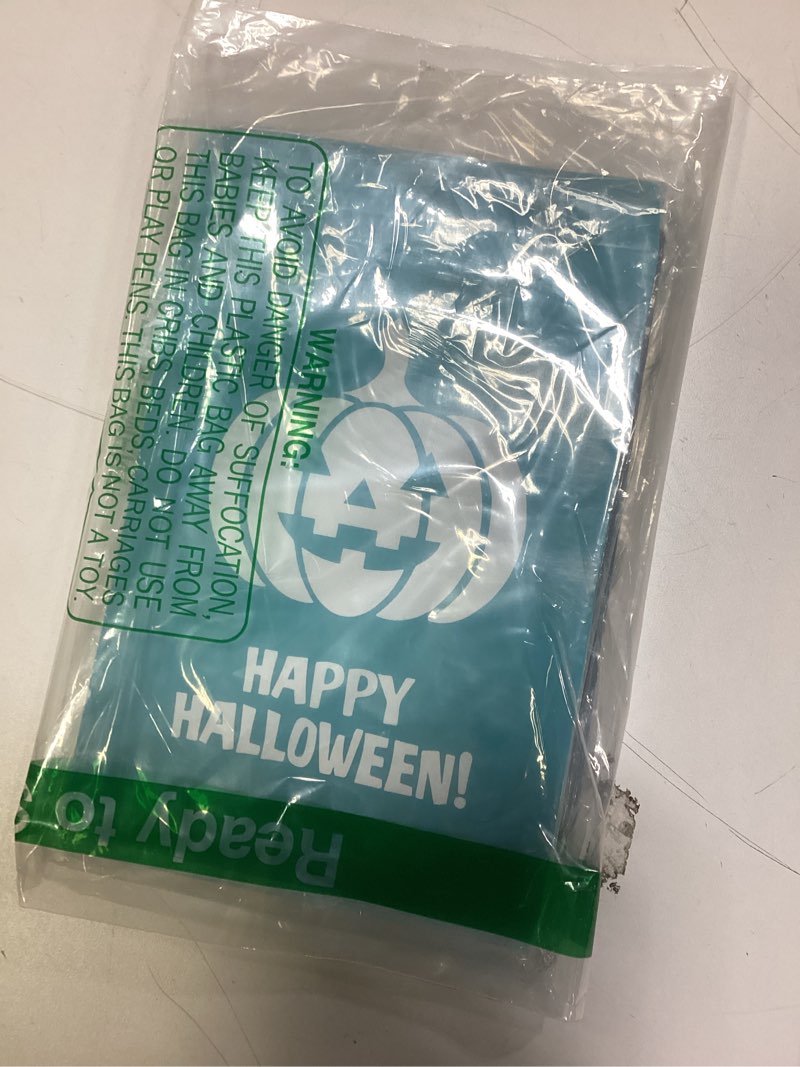 WARNING:
TO AVOID DANGER OF SUFFOCATION,
KEEP THIS PLASTIC BAG AWAY FROM
BABIES AND CHILDREN. DO NOT USE
THIS BAG IN CRIBS, BEDS, CARRIAGES
OR PLAY PENS. THIS BAG IS NOT A TOY.
HAPPY
HALLOWEEN!
Ready to